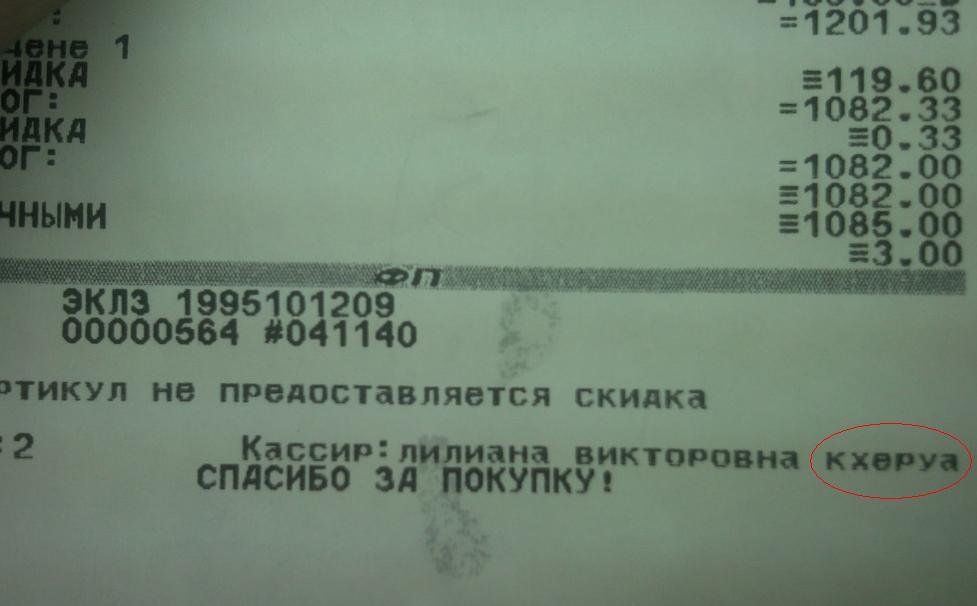 =1201.93
цене 1
ИДКА ≡119.60
ОГ: =1082.33
ИДКА ≡0.33
ОГ: =1082.00
≡1082.00
ЧНЫМИ ≡1085.00
≡3.00
ФП
ЭКЛЗ 1995101209
00000564 #041140
ртикул не предоставляется скидка
:2 Кассир: лилиана викторовна кхеруа
СПАСИБО ЗА ПОКУПКУ!